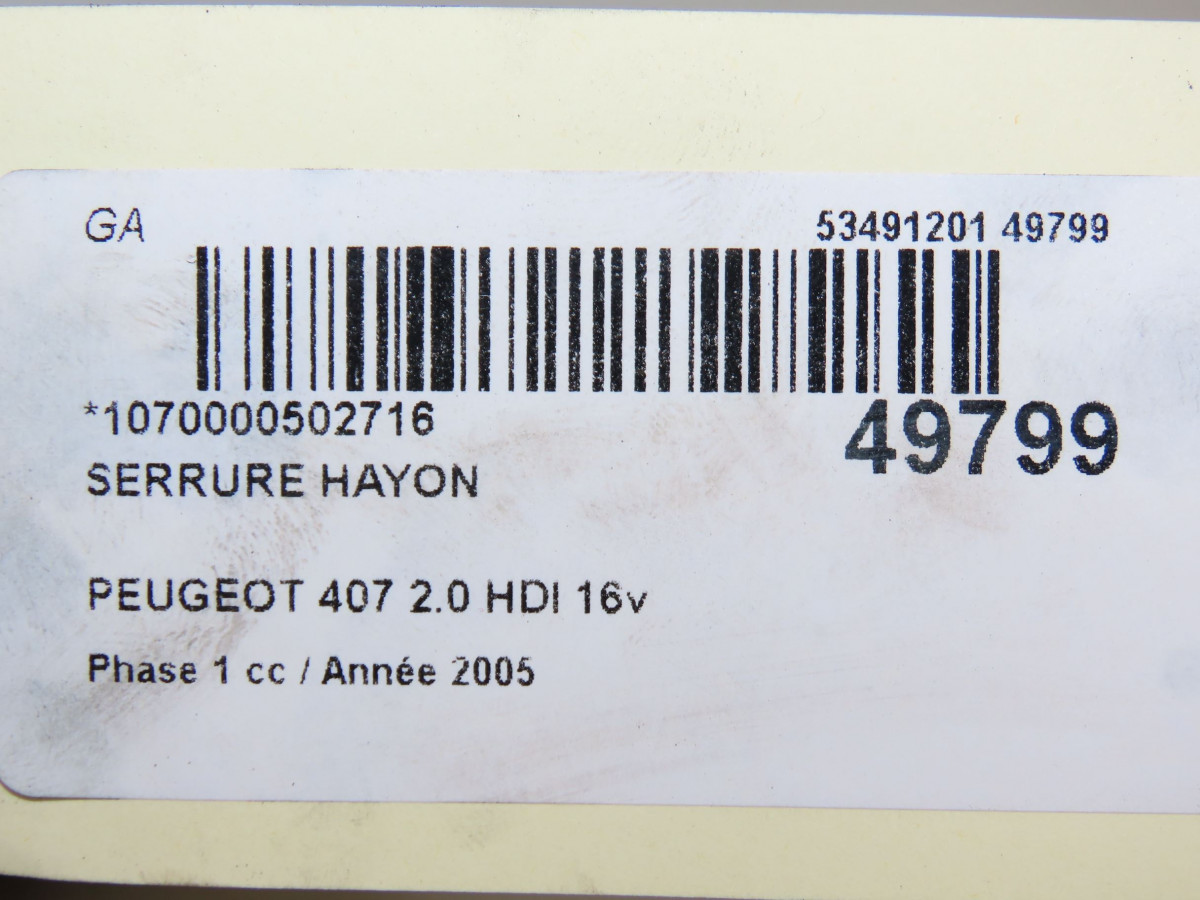 GA
53491201 49799
*1070000502716
49799
SERRURE HAYON
PEUGEOT 407 2.0 HDI 16v
Phase 1 cc / Année 2005